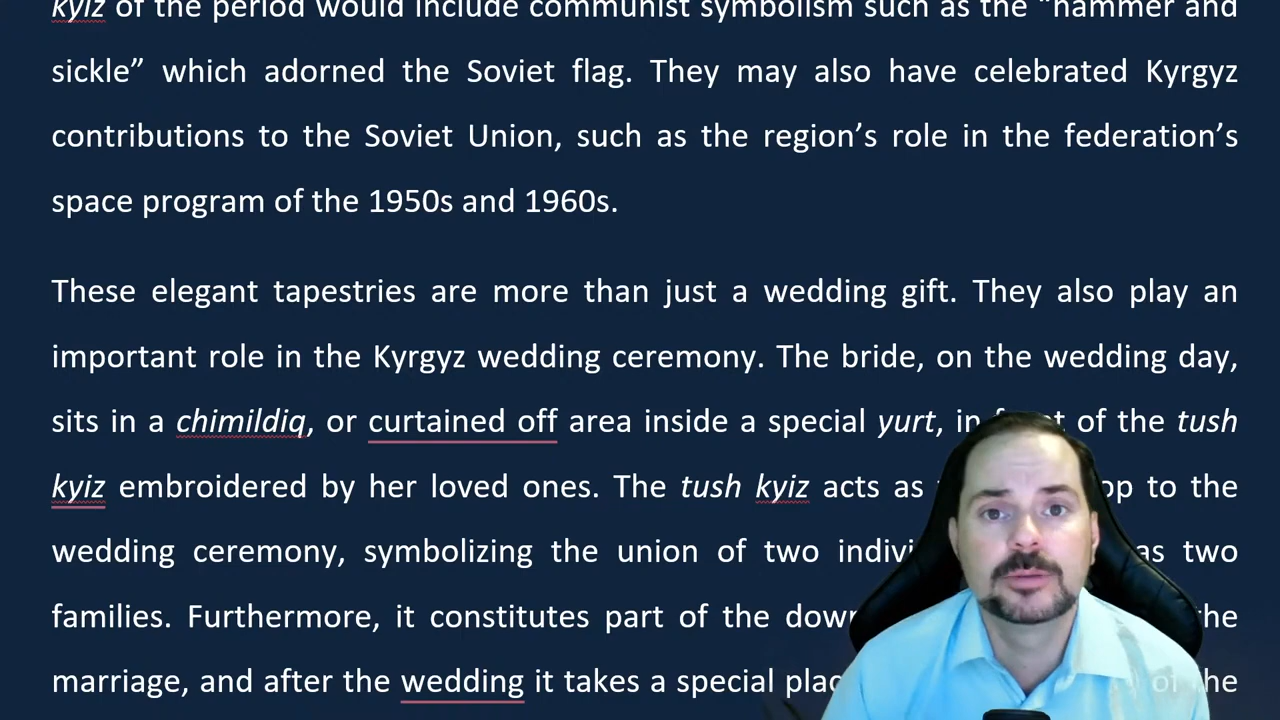 kyiz of the period would include communist symbolism such as the “hammer and
sickle” which adorned the Soviet flag. They may also have celebrated Kyrgyz
contributions to the Soviet Union, such as the region’s role in the federation’s
space program of the 1950s and 1960s.
These elegant tapestries are more than just a wedding gift. They also play an
important role in the Kyrgyz wedding ceremony. The bride, on the wedding day,
sits in a chimildiq, or curtained off area inside a special yurt, in front of the tush
kyiz embroidered by her loved ones. The tush kyiz acts as to the
wedding ceremony, symbolizing the union of two as two
families. Furthermore, it constitutes part of the the
marriage, and after the wedding it takes a special of the